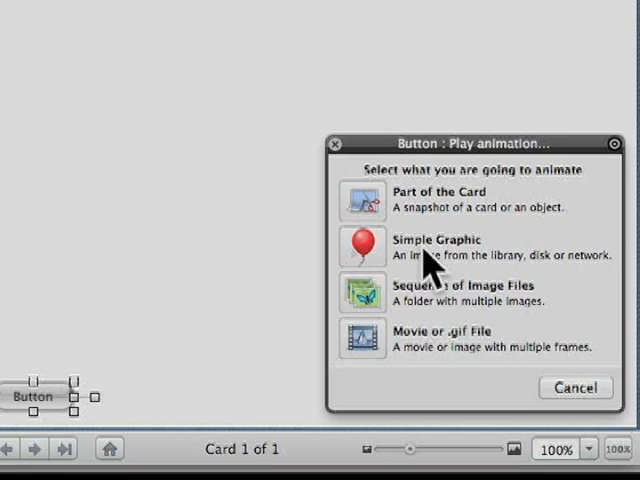 Button : Play animation...
Select what you are going to animate
Part of the Card
A snapshot of a card or an object.
Simple Graphic
An image from the library, disk or network.
Sequence of Image Files
A folder with multiple images.
Movie or .gif File
A movie or image with multiple frames.
Cancel
Button
Card 1 of 1
100%
100%